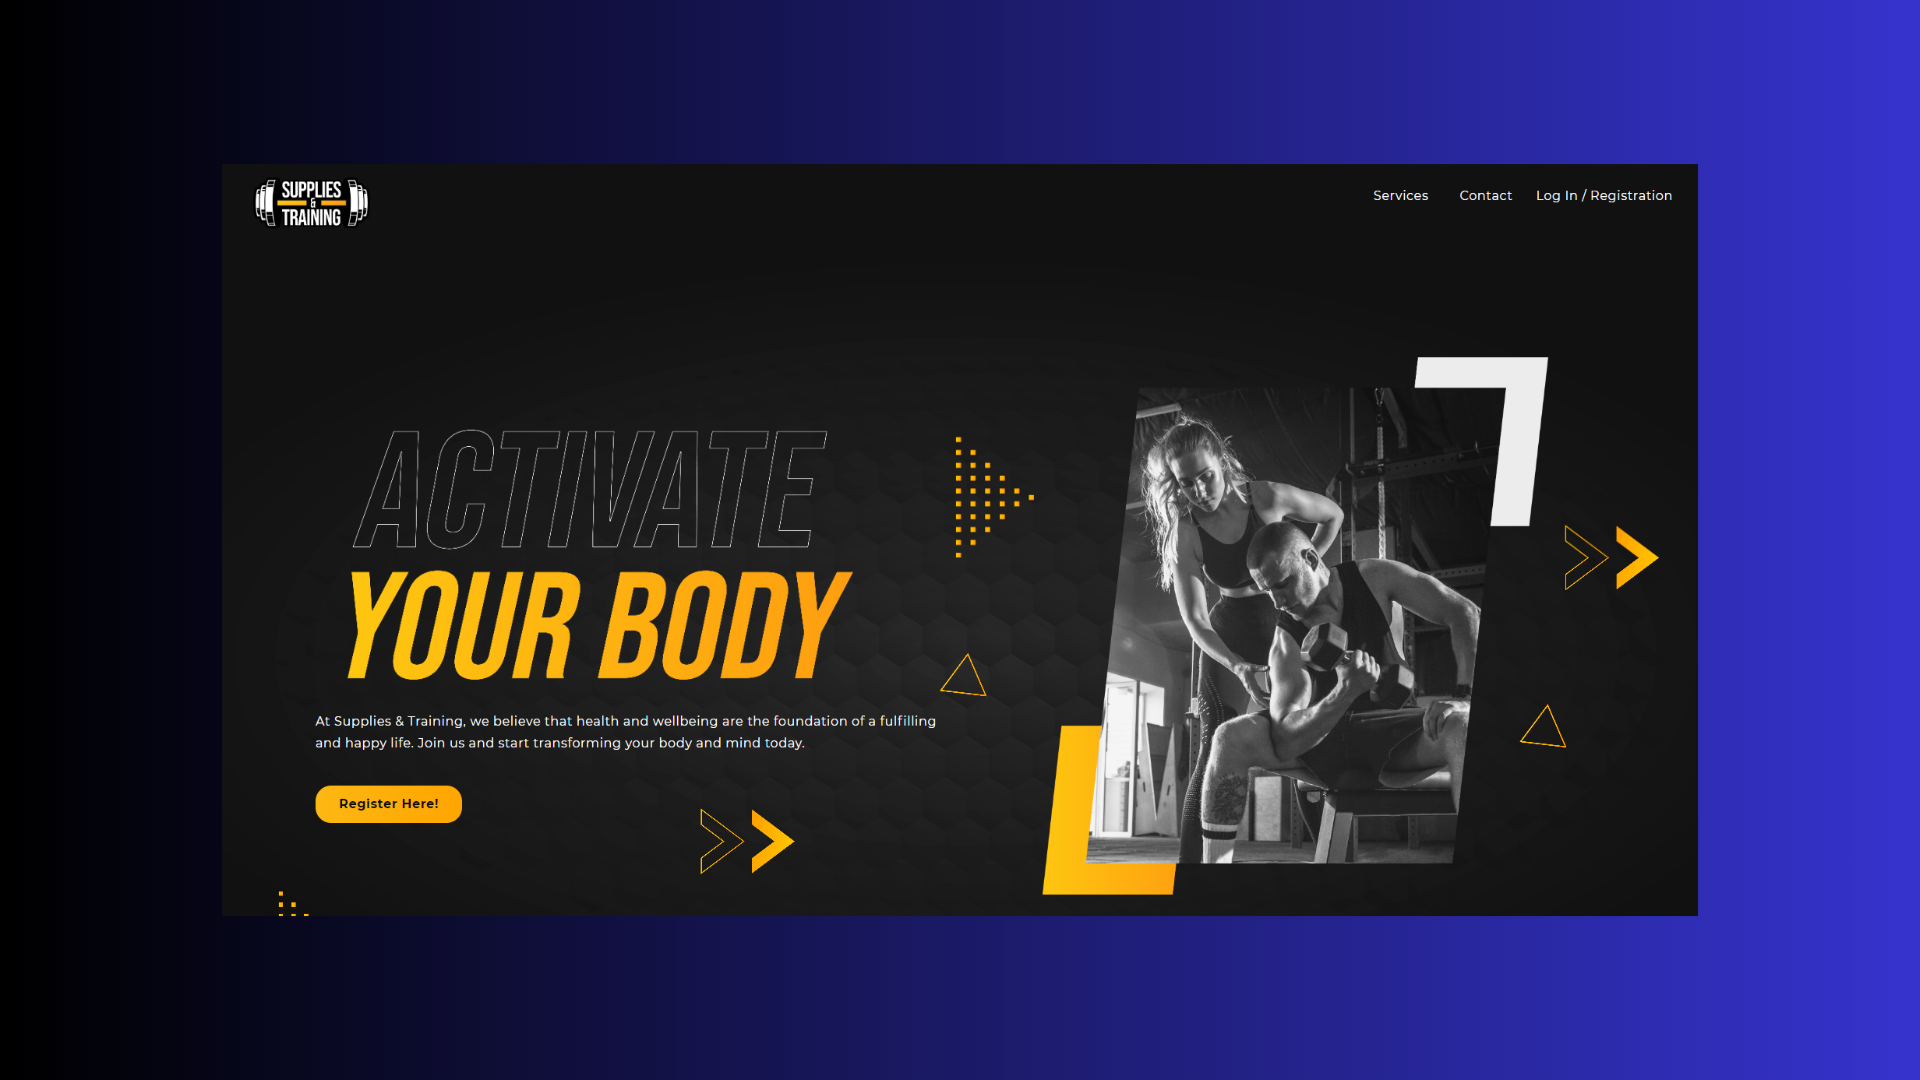 SUPPLIES
&
TRAINING
Services Contact Log In / Registration
ACTIVATE
YOUR BODY
At Supplies & Training, we believe that health and wellbeing are the foundation of a fulfilling
and happy life. Join us and start transforming your body and mind today.
Register Here!